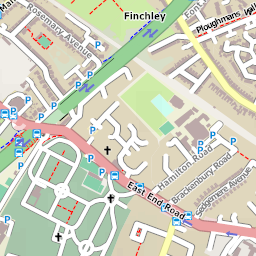 Finchley
Rosemary Avenue
Ploughmans
Hamilton Road
Brackenbury Road
Sedgemere Avenue
East End Road